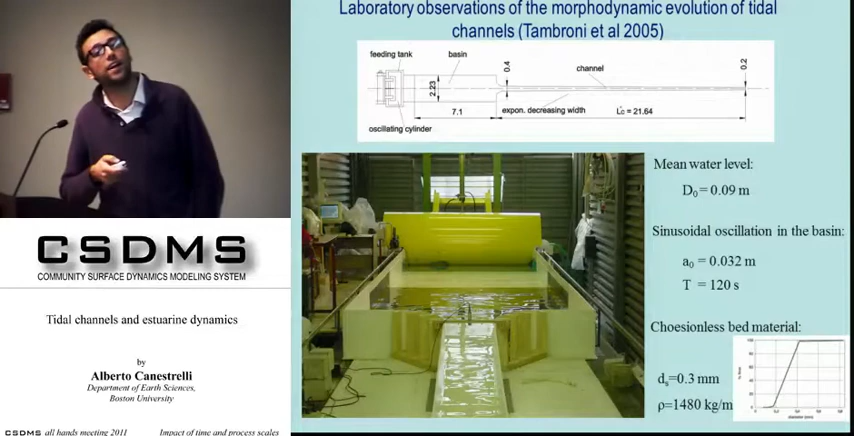 Laboratory observations of the morphodynamic evolution of tidal
channels (Tambroni et al 2005)
feeding tank
basin
0.4
channel
0.2
2.23
7.1
expon. decreasing width
Lc = 21.64
oscillating cylinder
Mean water level:
D₀ = 0.09 m
Sinusoidal oscillation in the basin:
a₀ = 0.032 m
T = 120 s
Choesionless bed material:
dₛ=0.3 mm
ρ=1480 kg/m
CSDMS
COMMUNITY SURFACE DYNAMICS MODELING SYSTEM
Tidal channels and estuarine dynamics
by
Alberto Canestrelli
Department of Earth Sciences,
Boston University
CSDMS all hands meeting 2011 Impact of time and process scales